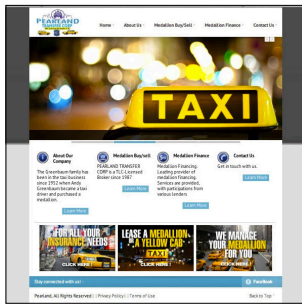 PEARLAND
TRANSFER CORP
Home
About Us
Medallion Buy/Sell
Medallion Finance
Contact Us
TAXI
About Our
Company
The Greenbaum family has
been in the taxi business
since 1952 when Andy
Greenbaum became a taxi
driver and purchased a
medallion.
Learn More
Medallion Buy/sell
PEARLAND TRANSFER
CORP is a TLC-Licensed
Broker since 1987
Learn More
Medallion Finance
Medallion Financing.
Leading provider of
medallion financing.
Services are provided,
with participations from
various lenders
Learn More
Contact Us
Get in touch with us.
Learn More
FOR ALL YOUR
INSURANCE NEEDS
CLICK HERE !
LEASE A MEDALLION
& A YELLOW CAB
TAXI
CLICK HERE !
WE MANAGE
YOUR MEDALLION
FOR YOU
CLICK HERE !
Stay connected with us:
FaceBook
Pearland, All Rights Reserved | Privacy Policy | Terms of Use
Back to Top